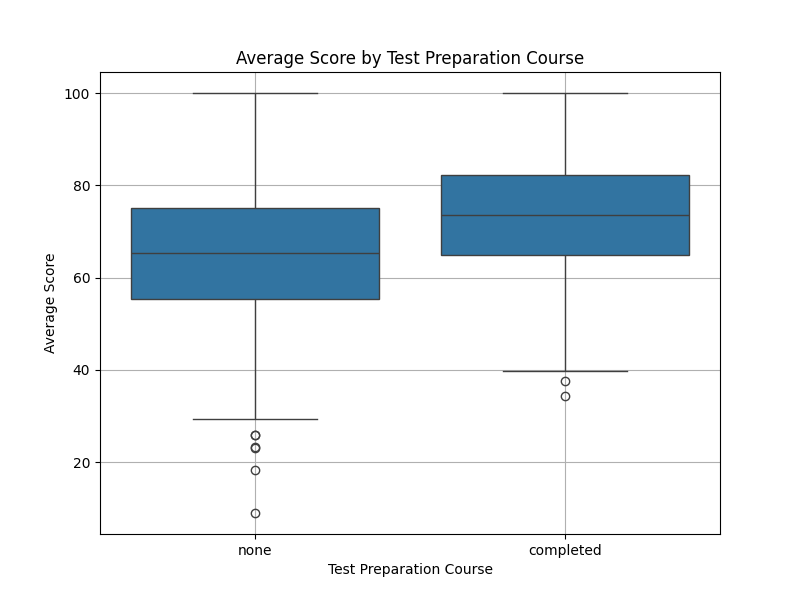 Average Score by Test Preparation Course
Average Score
100
80
60
40
20
none
completed
Test Preparation Course